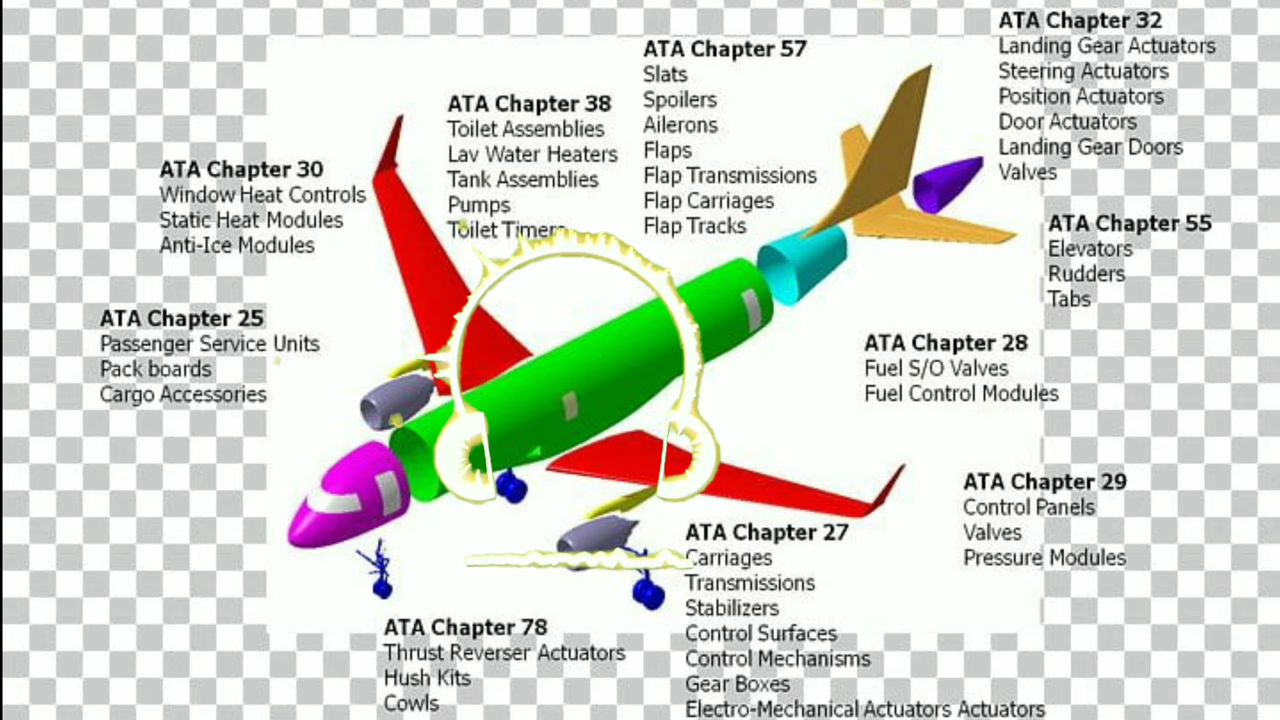 ATA Chapter 32
Landing Gear Actuators
Steering Actuators
Position Actuators
Door Actuators
Landing Gear Doors
Valves
ATA Chapter 57
Slats
Spoilers
Ailerons
Flaps
Flap Transmissions
Flap Carriages
Flap Tracks
ATA Chapter 38
Toilet Assemblies
Lav Water Heaters
Tank Assemblies
Pumps
Toilet Timers
ATA Chapter 30
Window Heat Controls
Static Heat Modules
Anti-Ice Modules
ATA Chapter 55
Elevators
Rudders
Tabs
ATA Chapter 25
Passenger Service Units
Pack boards
Cargo Accessories
ATA Chapter 28
Fuel S/O Valves
Fuel Control Modules
ATA Chapter 29
Control Panels
Valves
Pressure Modules
ATA Chapter 27
Carriages
Transmissions
Stabilizers
Control Surfaces
Control Mechanisms
Gear Boxes
Electro-Mechanical Actuators Actuators
ATA Chapter 78
Thrust Reverser Actuators
Hush Kits
Cowls